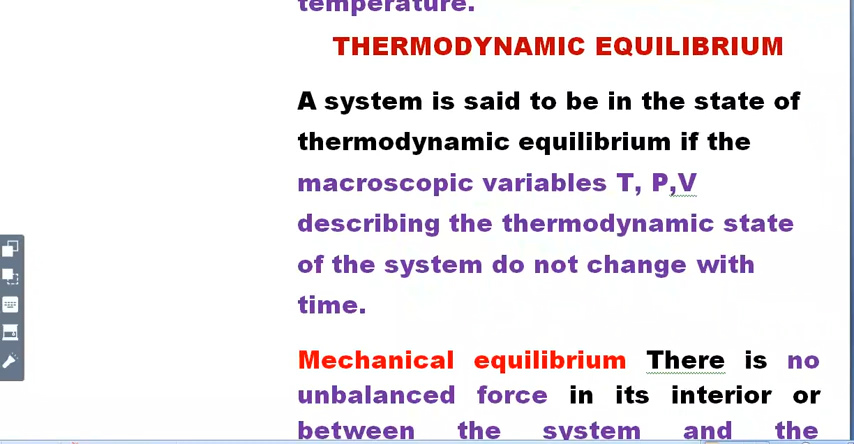 temperature.
THERMODYNAMIC EQUILIBRIUM
A system is said to be in the state of
thermodynamic equilibrium if the
macroscopic variables T, P,V
describing the thermodynamic state
of the system do not change with
time.
Mechanical equilibrium There is no
unbalanced force in its interior or
between the system and the